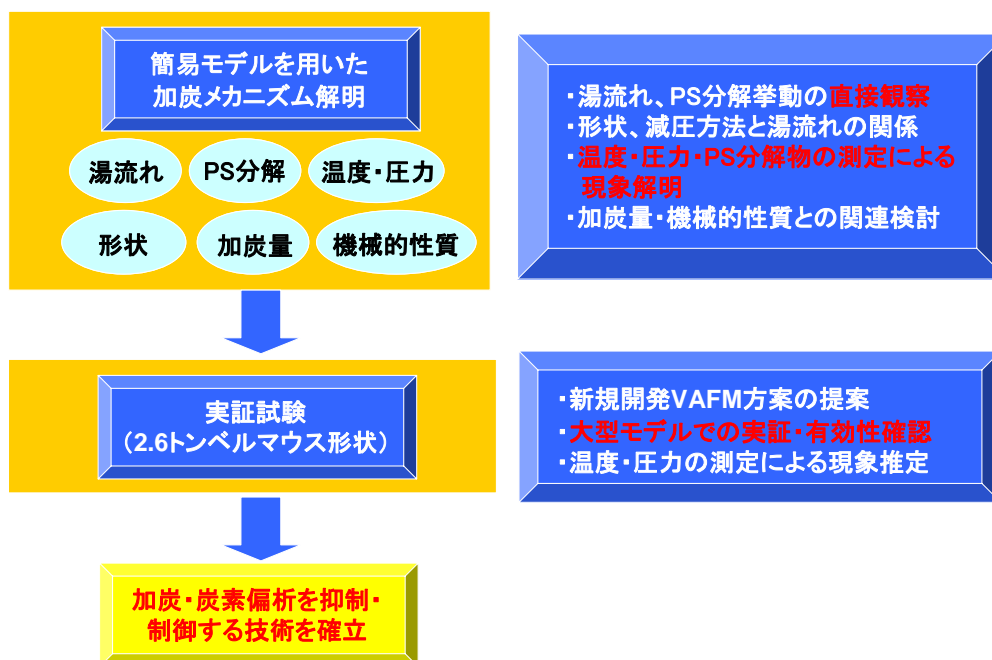 簡易モデルを用いた
加炭メカニズム解明
湯流れ
PS分解
温度・圧力
形状
加炭量
機械的性質
・湯流れ、PS分解挙動の直接観察
・形状、減圧方法と湯流れの関係
・温度・圧力・PS分解物の測定による
現象解明
・加炭量・機械的性質との関連検討
実証試験
（2.6トンベルマウス形状）
・新規開発VAFM方案の提案
・大型モデルでの実証・有効性確認
・温度・圧力の測定による現象推定
加炭・炭素偏析を抑制・
制御する技術を確立